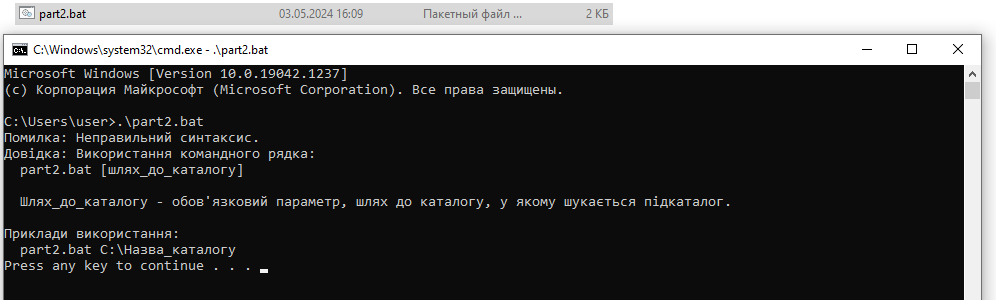 part2.bat 03.05.2024 16:09 Пакетный файл ... 2 КБ
C:\Windows\system32\cmd.exe - .\part2.bat
Microsoft Windows [Version 10.0.19042.1237]
(c) Корпорация Майкрософт (Microsoft Corporation). Все права защищены.
C:\Users\user>.\part2.bat
Помилка: Неправильний синтаксис.
Довідка: Використання командного рядка:
part2.bat [шлях_до_каталогу]
Шлях_до_каталогу - обов'язковий параметр, шлях до каталогу, у якому шукається підкаталог.
Приклади використання:
part2.bat C:\Назва_каталогу
Press any key to continue . . .